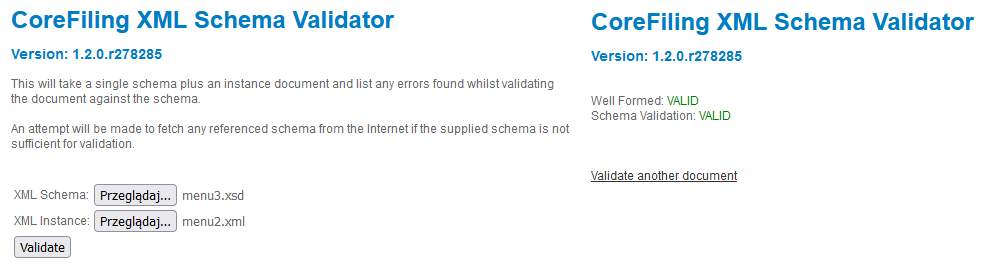 CoreFiling XML Schema Validator
Version: 1.2.0.r278285
This will take a single schema plus an instance document and list any errors found whilst validating
the document against the schema.
An attempt will be made to fetch any referenced schema from the Internet if the supplied schema is not
sufficient for validation.
XML Schema: Przeglądaj... menu3.xsd
XML Instance: Przeglądaj... menu2.xml
Validate
CoreFiling XML Schema Validator
Version: 1.2.0.r278285
Well Formed: VALID
Schema Validation: VALID
Validate another document